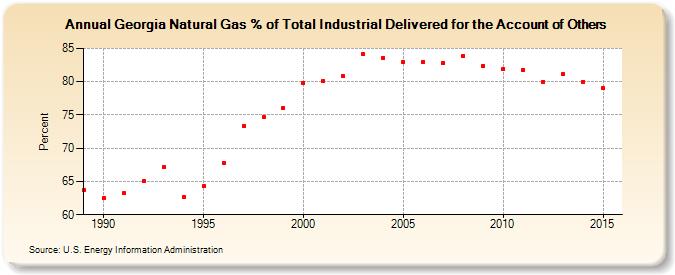 Annual Georgia Natural Gas % of Total Industrial Delivered for the Account of Others
Percent
85
80
75
70
65
60
1990 1995 2000 2005 2010 2015
Source: U.S. Energy Information Administration